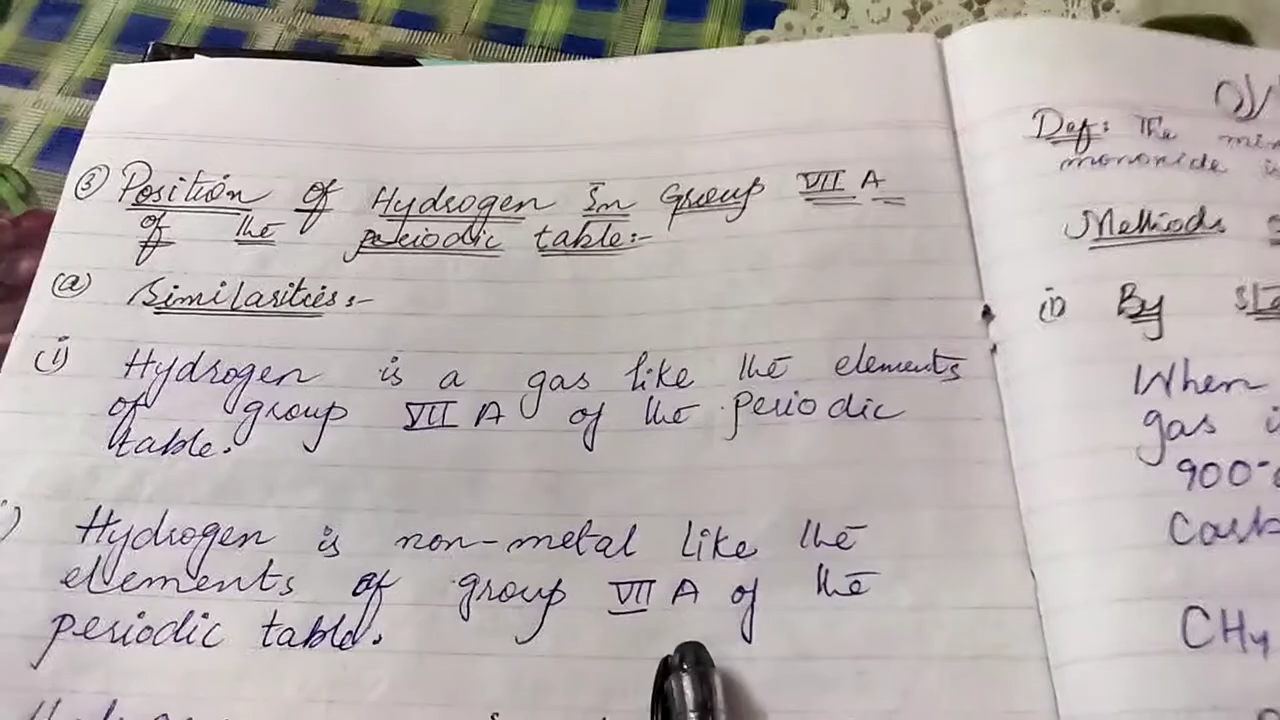 ③ Position of Hydrogen In Group VII A
of the periodic table:-
(a) Similarities:-
(i) Hydrogen is a gas like the elements
of group VII A of the periodic
table.
Hydrogen is non-metal like the
elements of group VII A of the
periodic table.
Def: The
monoxide
Methods
(i) By
When
gas
900
CH4